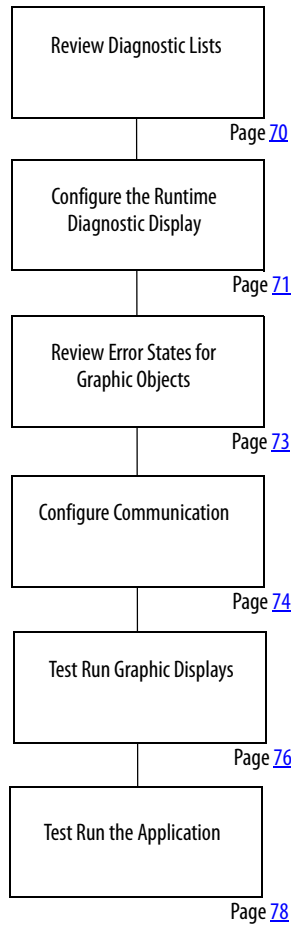 Review Diagnostic Lists
Page 70
Configure the Runtime
Diagnostic Display
Page 71
Review Error States for
Graphic Objects
Page 73
Configure Communication
Page 74
Test Run Graphic Displays
Page 76
Test Run the Application
Page 78